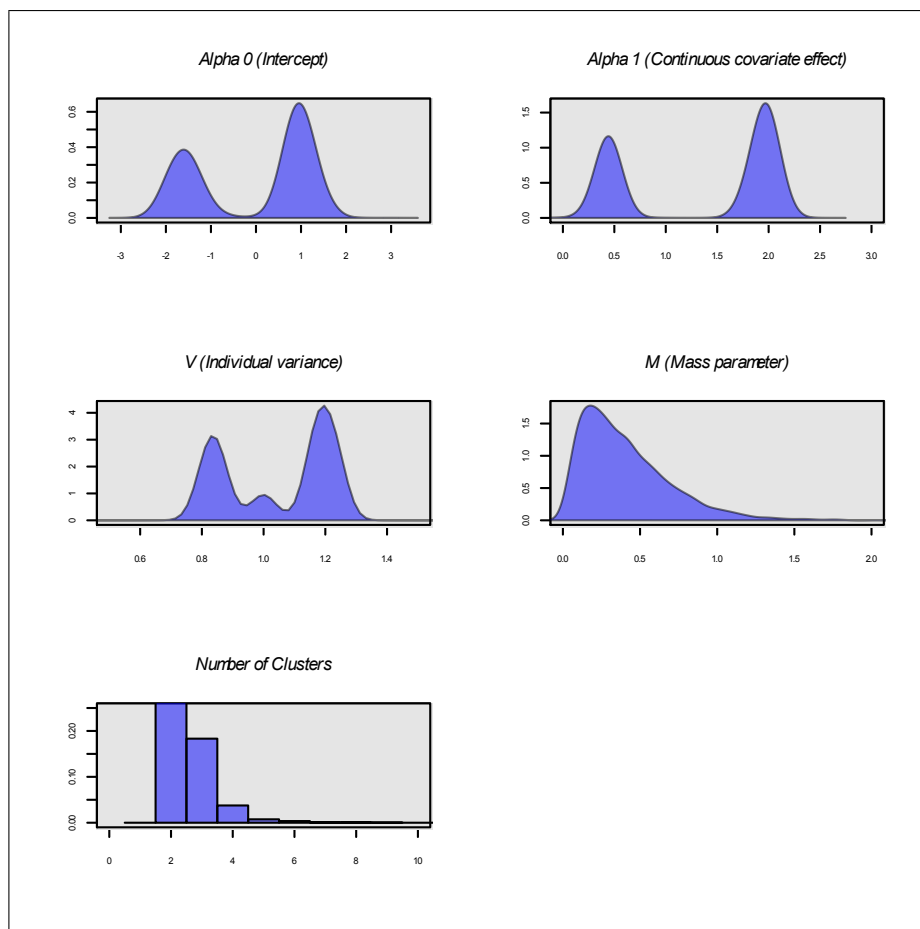 Alpha 0 (Intercept)
0.0 0.2 0.4 0.6
-3 -2 -1 0 1 2 3
Alpha 1 (Continuous covariate effect)
0.0 0.5 1.0 1.5
0.0 0.5 1.0 1.5 2.0 2.5 3.0
V (Individual variance)
0 1 2 3 4
0.6 0.8 1.0 1.2 1.4
M (Mass parameter)
0.0 0.5 1.0 1.5
0.0 0.5 1.0 1.5 2.0
Number of Clusters
0.00 0.10 0.20
0 2 4 6 8 10